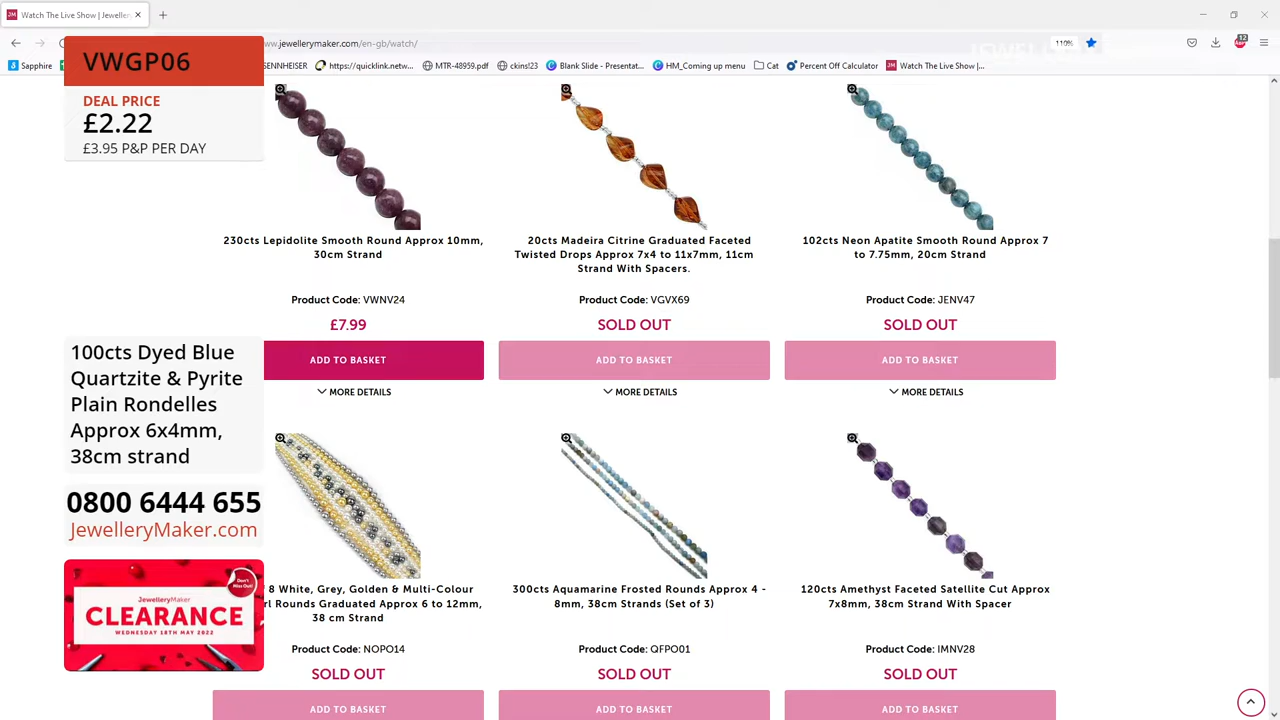 Watch The Live Show | Jeweller
ww.jewellerymaker.com/en-gb/watch/
110%
12
Sapphire
SENNHEISER
https://quicklink.netw...
MTR-48959.pdf
ckins!23
Blank Slide - Presentat...
HM_Coming up menu
Cat
Percent Off Calculator
Watch The Live Show |...
VWGP06
DEAL PRICE
£2.22
£3.95 P&P PER DAY
230cts Lepidolite Smooth Round Approx 10mm,
30cm Strand
Product Code: VWNV24
£7.99
ADD TO BASKET
MORE DETAILS
20cts Madeira Citrine Graduated Faceted
Twisted Drops Approx 7x4 to 11x7mm, 11cm
Strand With Spacers.
Product Code: VGVX69
SOLD OUT
ADD TO BASKET
MORE DETAILS
102cts Neon Apatite Smooth Round Approx 7
to 7.75mm, 20cm Strand
Product Code: JENV47
SOLD OUT
ADD TO BASKET
MORE DETAILS
100cts Dyed Blue
Quartzite & Pyrite
Plain Rondelles
Approx 6x4mm,
38cm strand
0800 6444 655
JewelleryMaker.com
Don't
Miss Out!
JewelleryMaker
CLEARANCE
WEDNESDAY 18TH MAY 2022
8 White, Grey, Golden & Multi-Colour
rl Rounds Graduated Approx 6 to 12mm,
38 cm Strand
Product Code: NOPO14
SOLD OUT
ADD TO BASKET
300cts Aquamarine Frosted Rounds Approx 4 -
8mm, 38cm Strands (Set of 3)
Product Code: QFPO01
SOLD OUT
ADD TO BASKET
120cts Amethyst Faceted Satellite Cut Approx
7x8mm, 38cm Strand With Spacer
Product Code: IMNV28
SOLD OUT
ADD TO BASKET